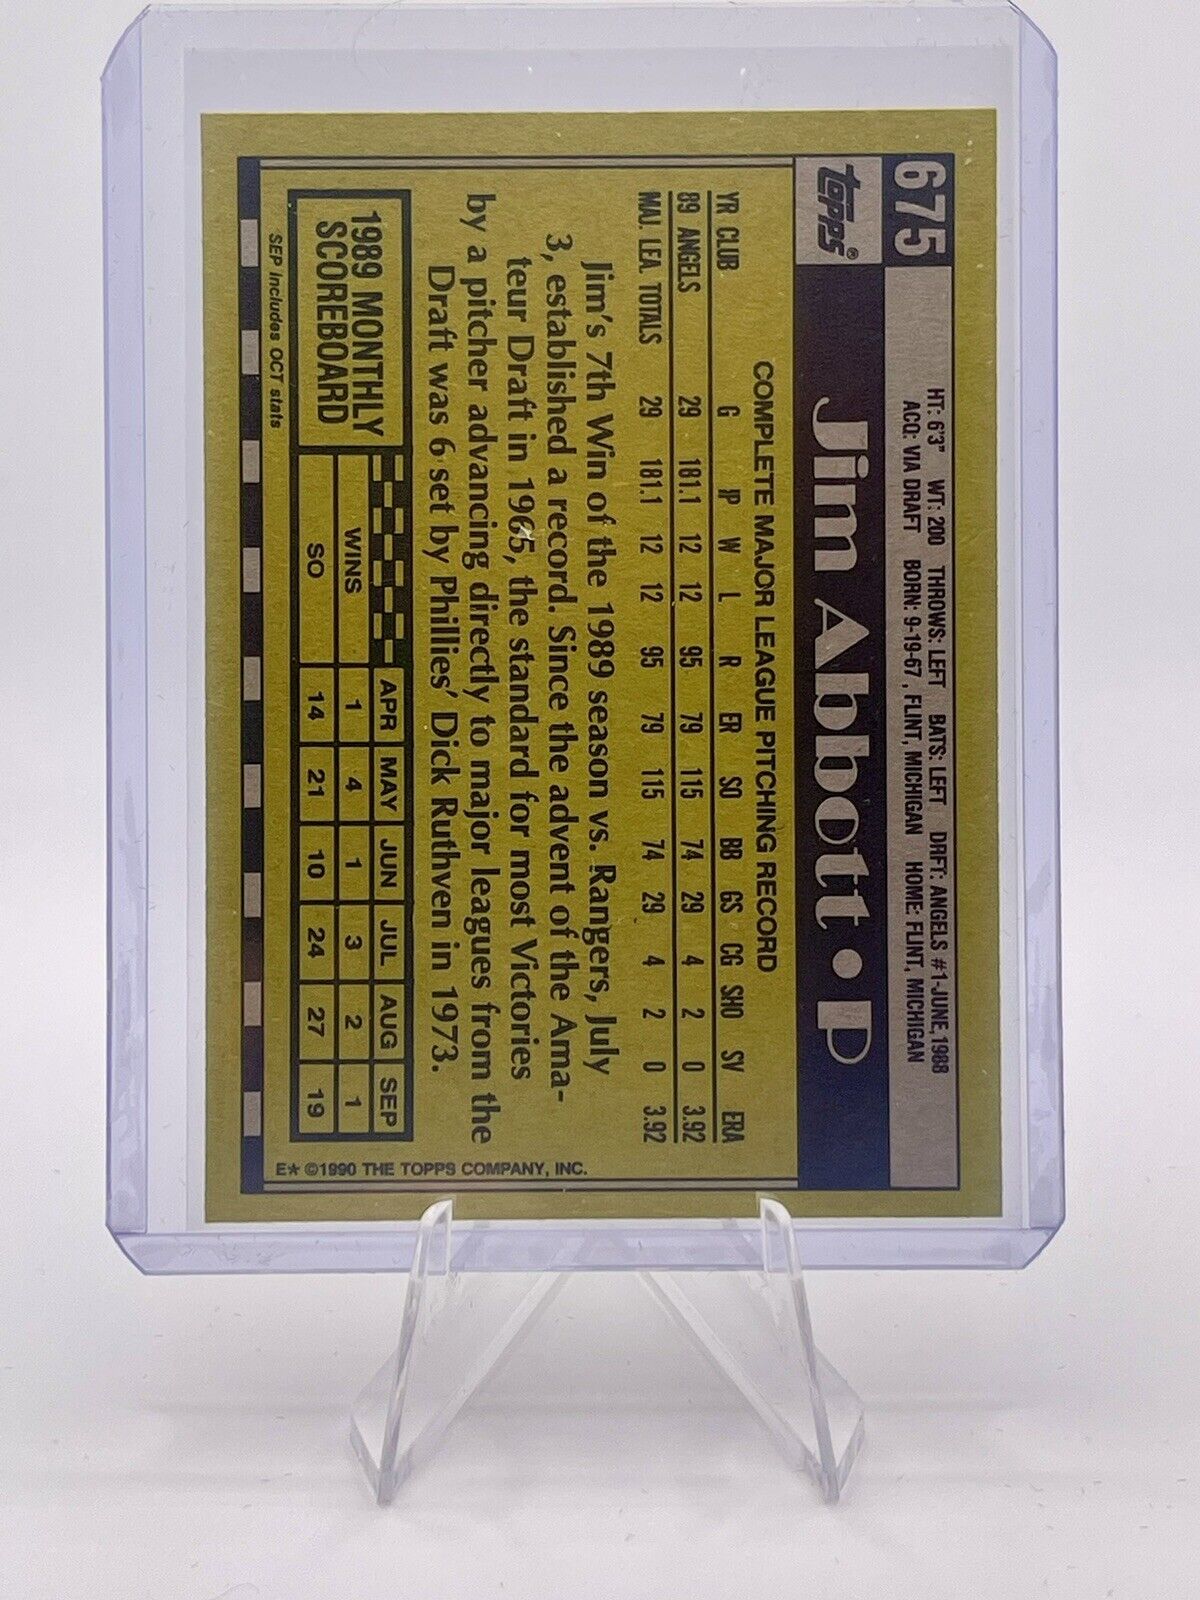 675
HT: 6'3" WT: 200 THROWS: LEFT BATS: LEFT DRFT: ANGELS #1-JUNE, 1988
ACQ: VIA DRAFT BORN: 9-19-67, FLINT, MICHIGAN HOME: FLINT, MICHIGAN
topps®
Jim Abbott • P
COMPLETE MAJOR LEAGUE PITCHING RECORD
YR CLUB G IP W L R ER SO BB GS CG SHO SV ERA
89 ANGELS 29 181.1 12 12 95 79 115 74 29 4 2 0 3.92
MAJ. LEA. TOTALS 29 181.1 12 12 95 79 115 74 29 4 2 0 3.92
Jim's 7th Win of the 1989 season vs. Rangers, July
3, established a record. Since the advent of the Ama-
teur Draft in 1965, the standard for most Victories
by a pitcher advancing directly to major leagues from the
Draft was 6 set by Phillies' Dick Ruthven in 1973.
1989 MONTHLY
SCOREBOARD
APR MAY JUN JUL AUG SEP
WINS 1 4 1 3 2 1
SO 14 21 10 24 27 19
SEP includes OCT stats
E* ©1990 THE TOPPS COMPANY, INC.